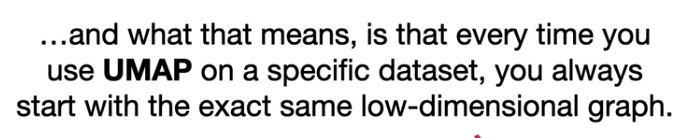 ...and what that means, is that every time you
use UMAP on a specific dataset, you always
start with the exact same low-dimensional graph.